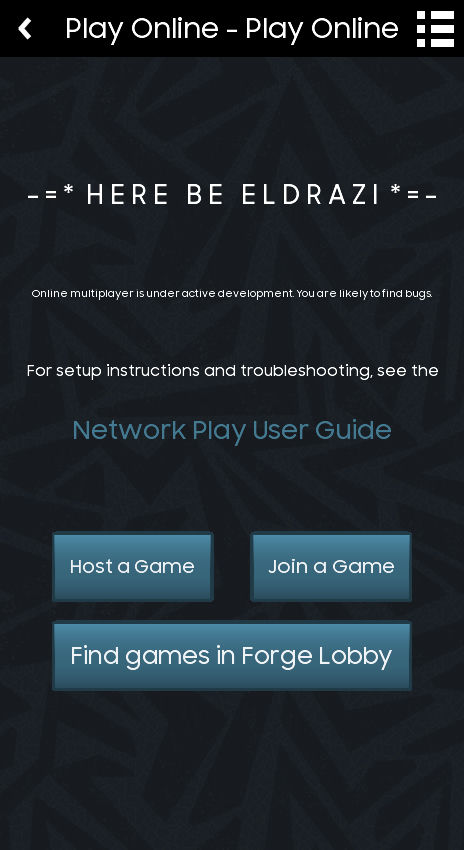 Play Online - Play Online
-=* HERE BE ELDRAZI *=-
Online multiplayer is under active development. You are likely to find bugs.
For setup instructions and troubleshooting, see the
Network Play User Guide
Host a Game
Join a Game
Find games in Forge Lobby